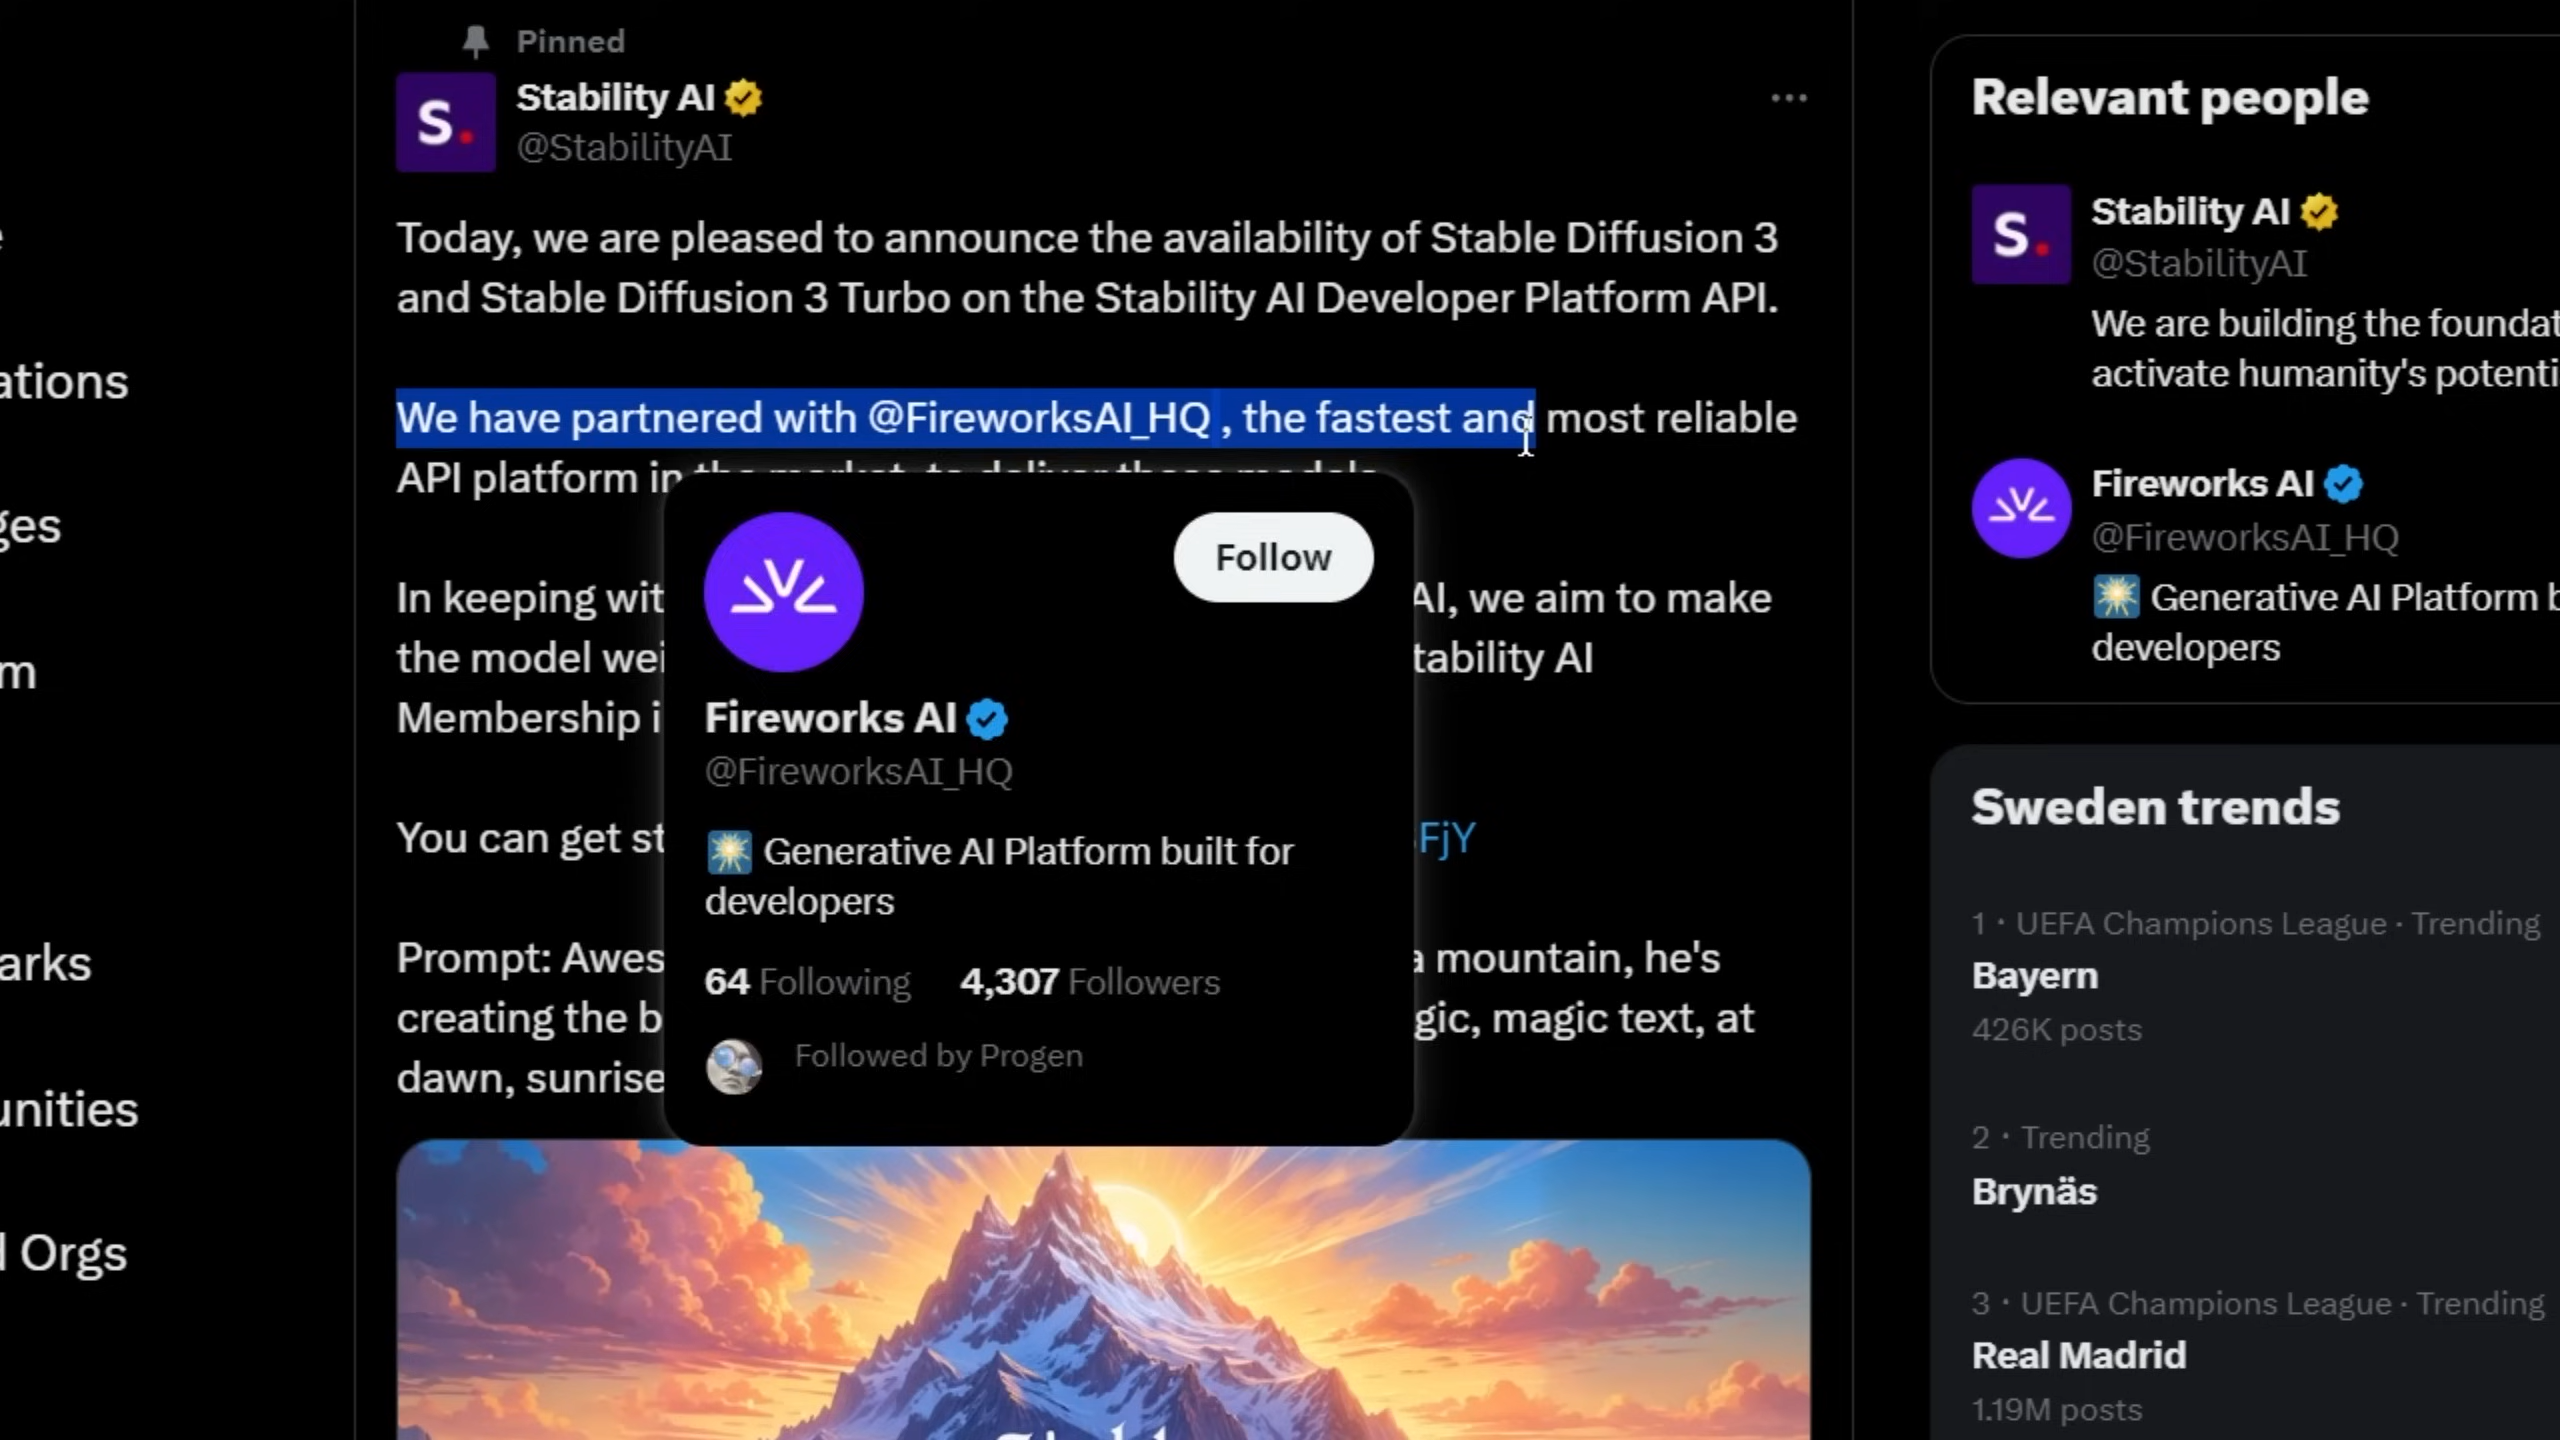 Pinned
Stability AI
@StabilityAI
Today, we are pleased to announce the availability of Stable Diffusion 3
and Stable Diffusion 3 Turbo on the Stability AI Developer Platform API.
We have partnered with @FireworksAI_HQ , the fastest and most reliable
API platform in the market, to deliver these models.
In keeping wit AI, we aim to make
the model wei tability AI
Membership i
You can get st FjY
Prompt: Awes a mountain, he's
creating the b gic, magic text, at
dawn, sunrise
S.
Follow
Fireworks AI
@FireworksAI_HQ
Generative AI Platform built for
developers
64 Following 4,307 Followers
Followed by Progen
ations
ges
m
arks
unities
d Orgs
Relevant people
S.
Stability AI
@StabilityAI
We are building the foundat
activate humanity's potenti
Fireworks AI
@FireworksAI_HQ
Generative AI Platform b
developers
Sweden trends
1 · UEFA Champions League · Trending
Bayern
426K posts
2 · Trending
Brynäs
3 · UEFA Champions League · Trending
Real Madrid
1.19M posts